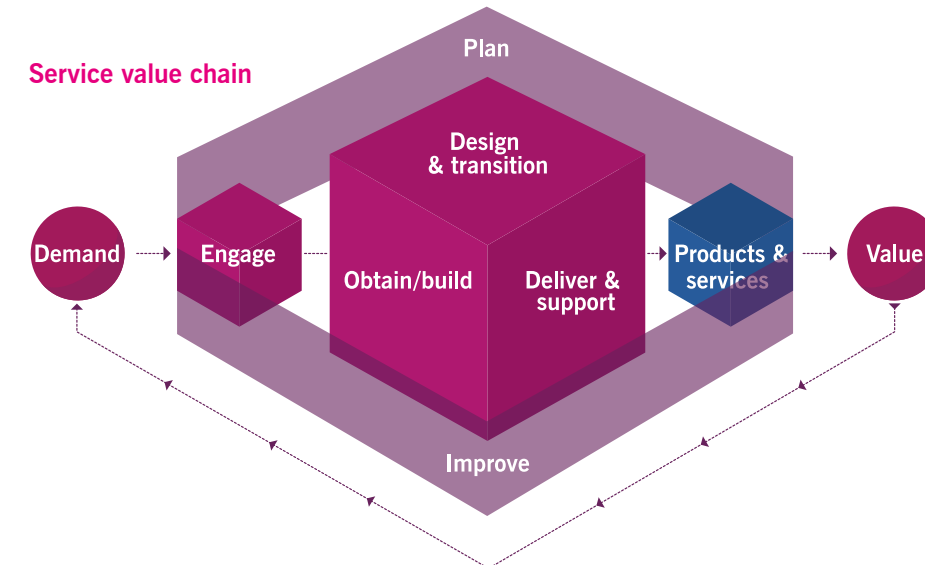 Service value chain
Plan
Design
& transition
Demand
Engage
Obtain/build
Deliver &
support
Products &
services
Value
Improve